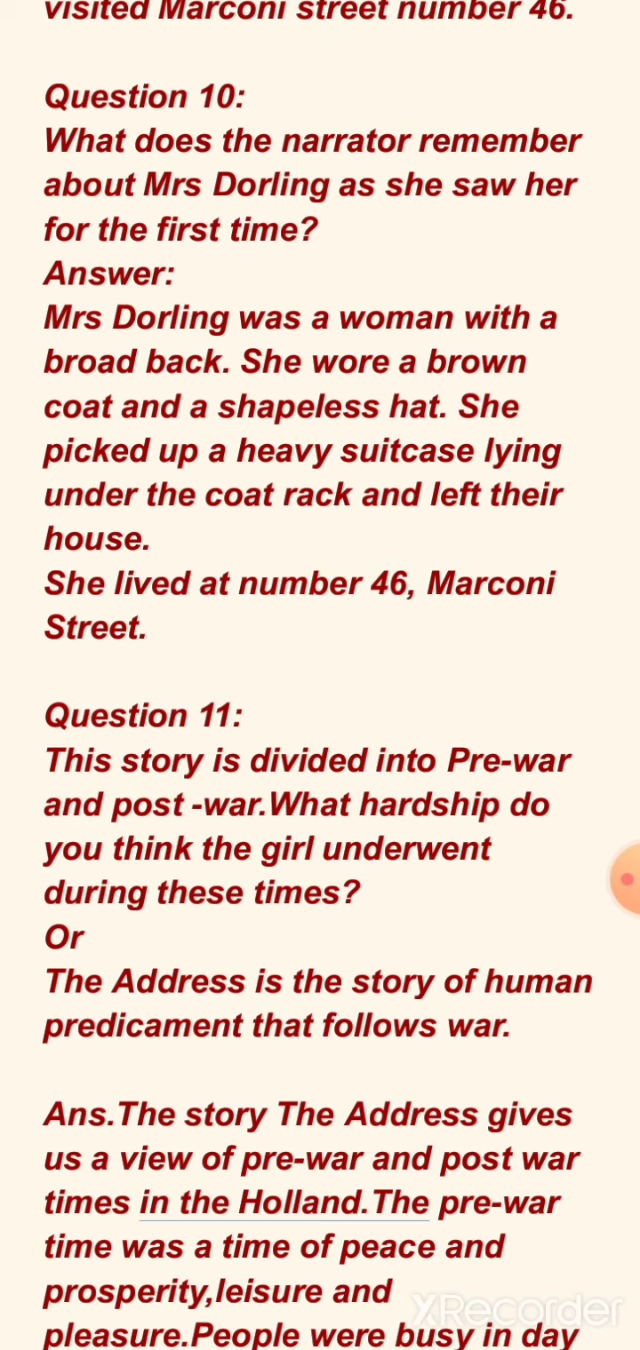 visited Marconi street number 46.
Question 10:
What does the narrator remember
about Mrs Dorling as she saw her
for the first time?
Answer:
Mrs Dorling was a woman with a
broad back. She wore a brown
coat and a shapeless hat. She
picked up a heavy suitcase lying
under the coat rack and left their
house.
She lived at number 46, Marconi
Street.
Question 11:
This story is divided into Pre-war
and post -war.What hardship do
you think the girl underwent
during these times?
Or
The Address is the story of human
predicament that follows war.
Ans.The story The Address gives
us a view of pre-war and post war
times in the Holland.The pre-war
time was a time of peace and
prosperity,leisure and
pleasure.People were busy in day
XRecorder